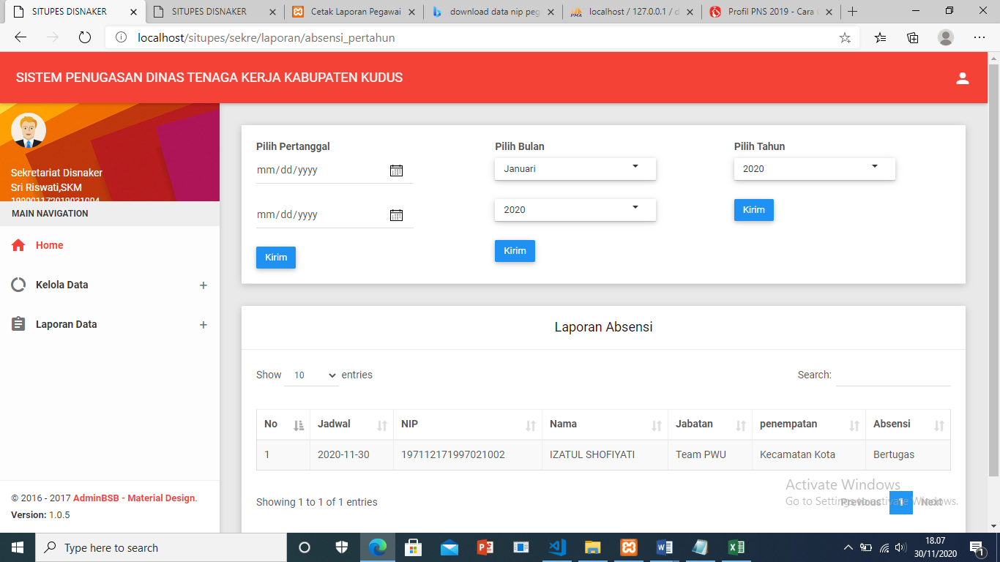 SITUPES DISNAKER
SITUPES DISNAKER
Cetak Laporan Pegawai
download data nip peg
localhost / 127.0.0.1 / d
Profil PNS 2019 - Cara
localhost/situpes/sekre/laporan/absensi_pertahun
SISTEM PENUGASAN DINAS TENAGA KERJA KABUPATEN KUDUS
Sekretariat Disnaker
Sri Riswati,SKM
199001172019031004
MAIN NAVIGATION
Home
Kelola Data
Laporan Data
© 2016 - 2017 AdminBSB - Material Design.
Version: 1.0.5
Pilih Pertanggal
mm/dd/yyyy
mm/dd/yyyy
Kirim
Pilih Bulan
Januari
2020
Kirim
Pilih Tahun
2020
Kirim
Laporan Absensi
Show 10 entries
Search:
No Jadwal NIP Nama Jabatan penempatan Absensi
1 2020-11-30 197112171997021002 IZATUL SHOFIYATI Team PWU Kecamatan Kota Bertugas
Showing 1 to 1 of 1 entries
Previous 1 Next
Activate Windows
Go to Settings to activate Windows.
Type here to search
18.07
30/11/2020
1